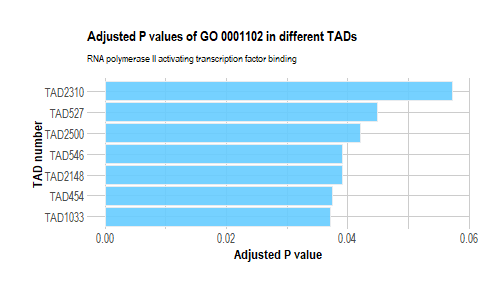 Adjusted P values of GO 0001102 in different TADs
RNA polymerase II activating transcription factor binding
TAD number
TAD2310
TAD527
TAD2500
TAD546
TAD2148
TAD454
TAD1033
0.00 0.02 0.04 0.06
Adjusted P value